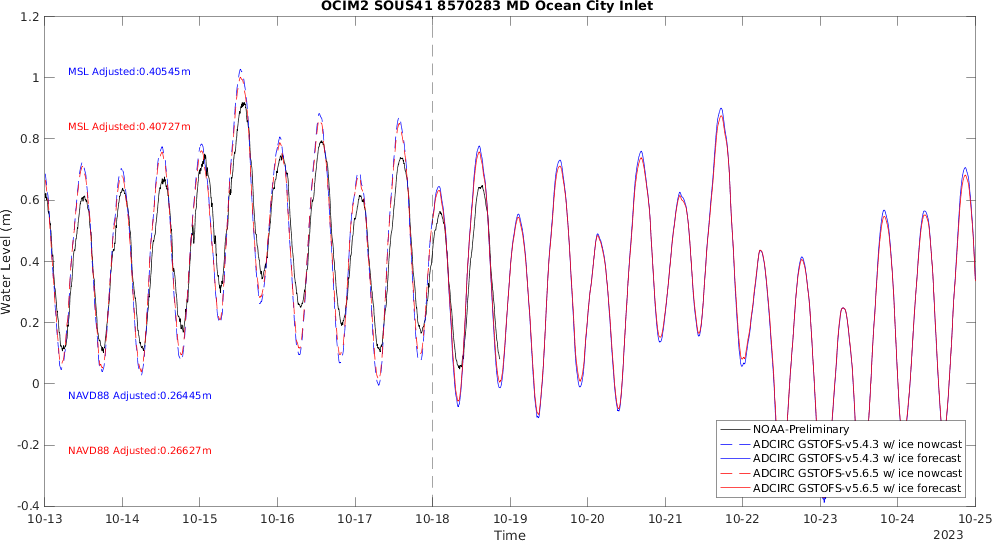 OCIM2 SOUS41 8570283 MD Ocean City Inlet
1.2
1
0.8
0.6
0.4
0.2
0
-0.2
-0.4
Water Level (m)
MSL Adjusted:0.40545m
MSL Adjusted:0.40727m
NAVD88 Adjusted:0.26445m
NAVD88 Adjusted:0.26627m
NOAA-Preliminary
ADCIRC GSTOFS-v5.4.3 w/ ice nowcast
ADCIRC GSTOFS-v5.4.3 w/ ice forecast
ADCIRC GSTOFS-v5.6.5 w/ ice nowcast
ADCIRC GSTOFS-v5.6.5 w/ ice forecast
10-13 10-14 10-15 10-16 10-17 10-18 10-19 10-20 10-21 10-22 10-23 10-24 10-25
Time
2023